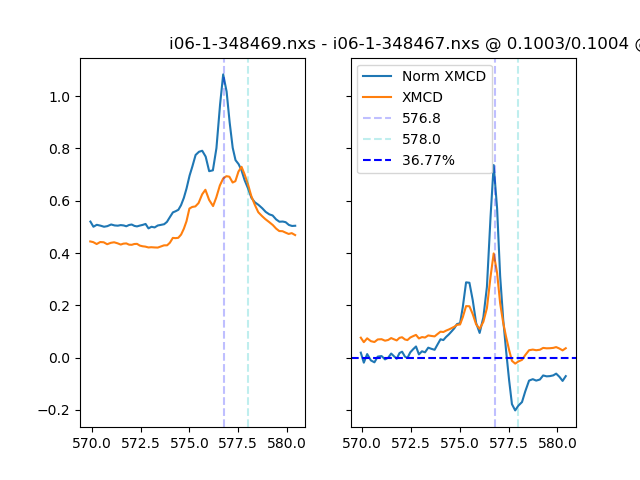 i06-1-348469.nxs - i06-1-348467.nxs @ 0.1003/0.1004 @
1.0
0.8
0.6
0.4
0.2
0.0
−0.2
570.0 572.5 575.0 577.5 580.0
Norm XMCD
XMCD
576.8
578.0
36.77%
570.0 572.5 575.0 577.5 580.0